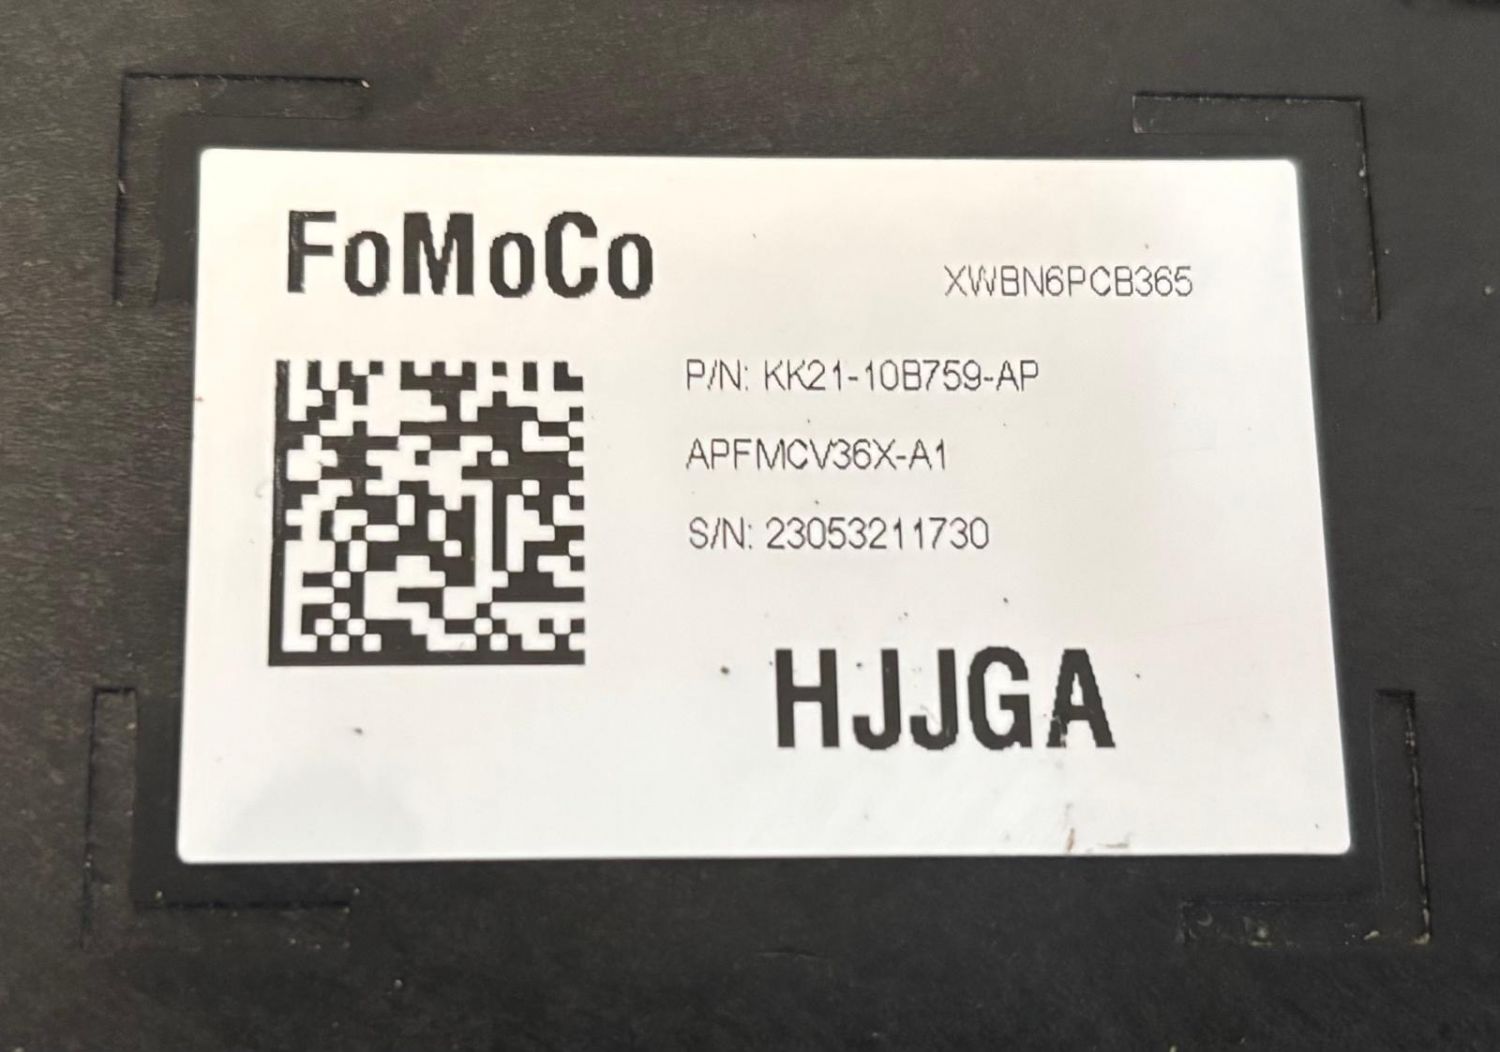 FoMoCo
XWBN6PCB365
P/N: KK21-10B759-AP
APFMCV36X-A1
S/N: 23053211730
HJJGA